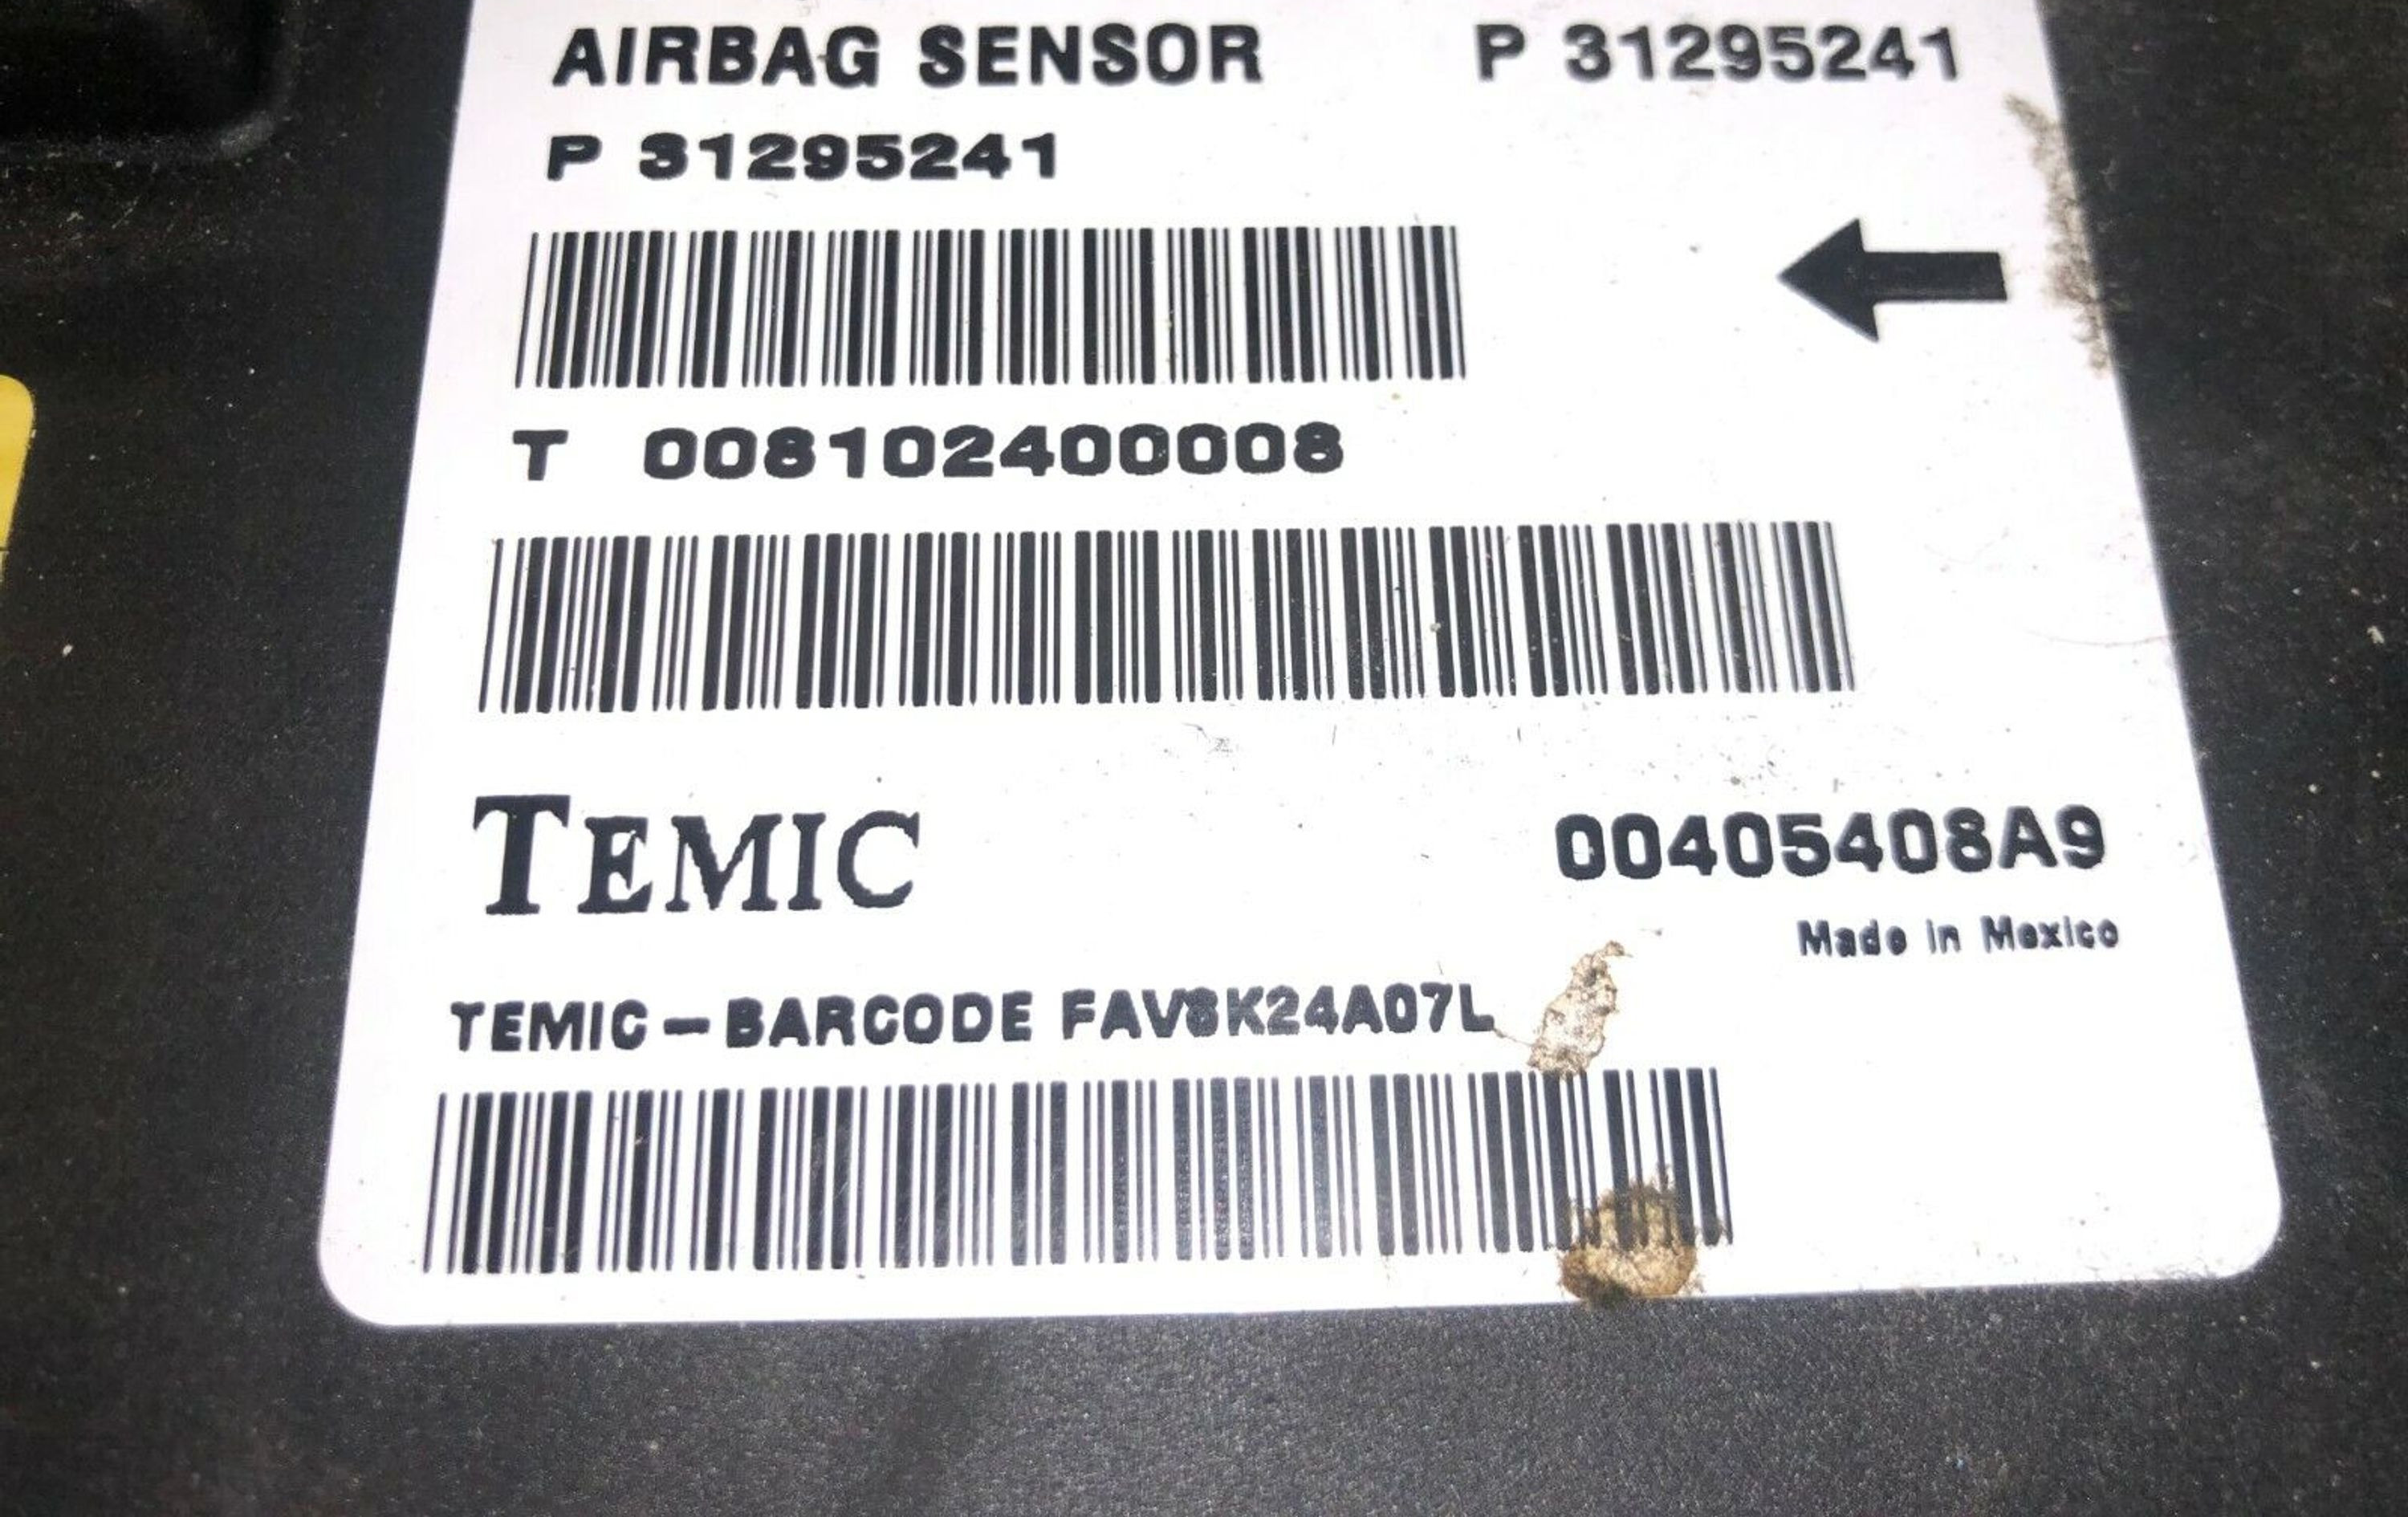 AIRBAG SENSOR P 31295241
P 31295241
T 008102400008
TEMIC 00405408A9
Made in Mexico
TEMIC-BARCODE FAV8K24A07L